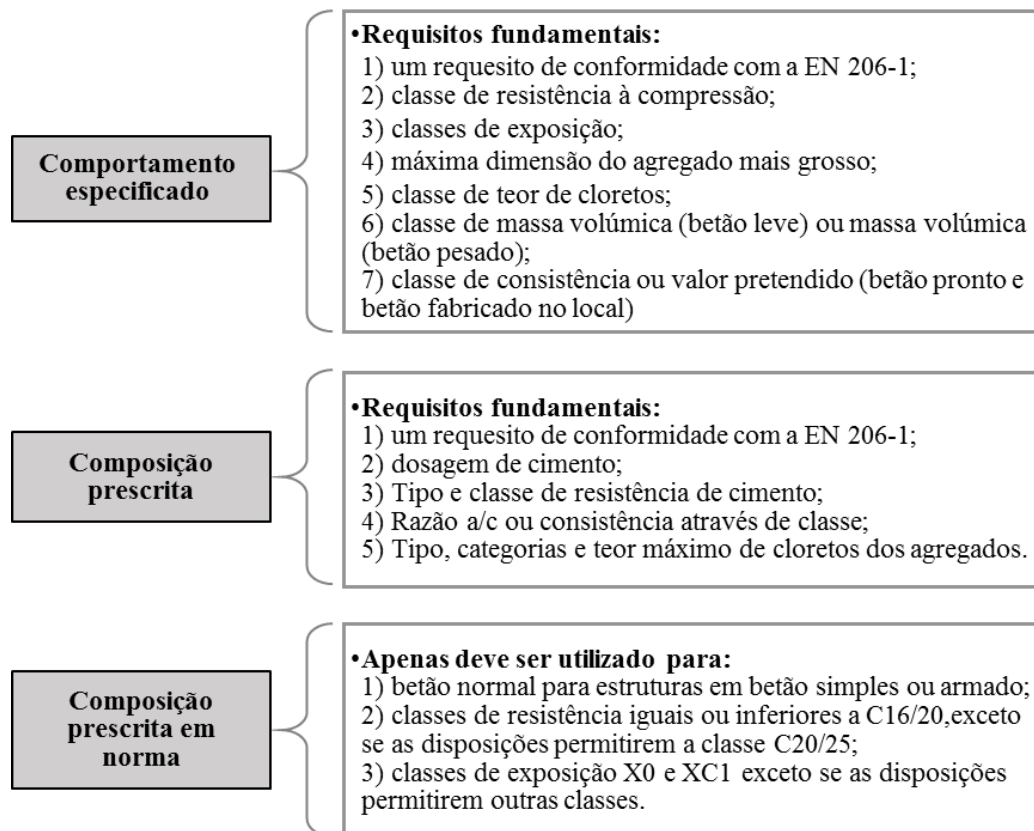 Comportamento
especificado
•Requisitos fundamentais:
1) um requesito de conformidade com a EN 206-1;
2) classe de resistência à compressão;
3) classes de exposição;
4) máxima dimensão do agregado mais grosso;
5) classe de teor de cloretos;
6) classe de massa volúmica (betão leve) ou massa volúmica
(betão pesado);
7) classe de consistência ou valor pretendido (betão pronto e
betão fabricado no local)
Composição
prescrita
•Requisitos fundamentais:
1) um requesito de conformidade com a EN 206-1;
2) dosagem de cimento;
3) Tipo e classe de resistência de cimento;
4) Razão a/c ou consistência através de classe;
5) Tipo, categorias e teor máximo de cloretos dos agregados.
Composição
prescrita em
norma
•Apenas deve ser utilizado para:
1) betão normal para estruturas em betão simples ou armado;
2) classes de resistência iguais ou inferiores a C16/20,exceto
se as disposições permitirem a classe C20/25;
3) classes de exposição X0 e XC1 exceto se as disposições
permitirem outras classes.